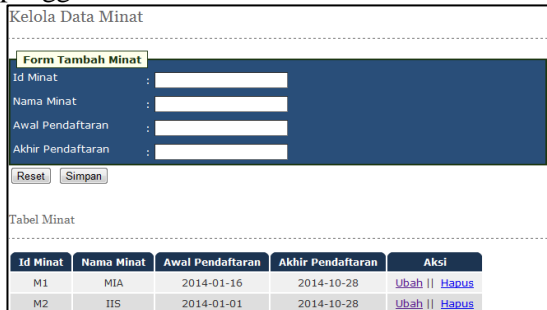 Kelola Data Minat
Form Tambah Minat
Id Minat :
Nama Minat :
Awal Pendaftaran :
Akhir Pendaftaran :
Reset Simpan
Tabel Minat
Id Minat Nama Minat Awal Pendaftaran Akhir Pendaftaran Aksi
M1 MIA 2014-01-16 2014-10-28 Ubah || Hapus
M2 IIS 2014-01-01 2014-10-28 Ubah || Hapus